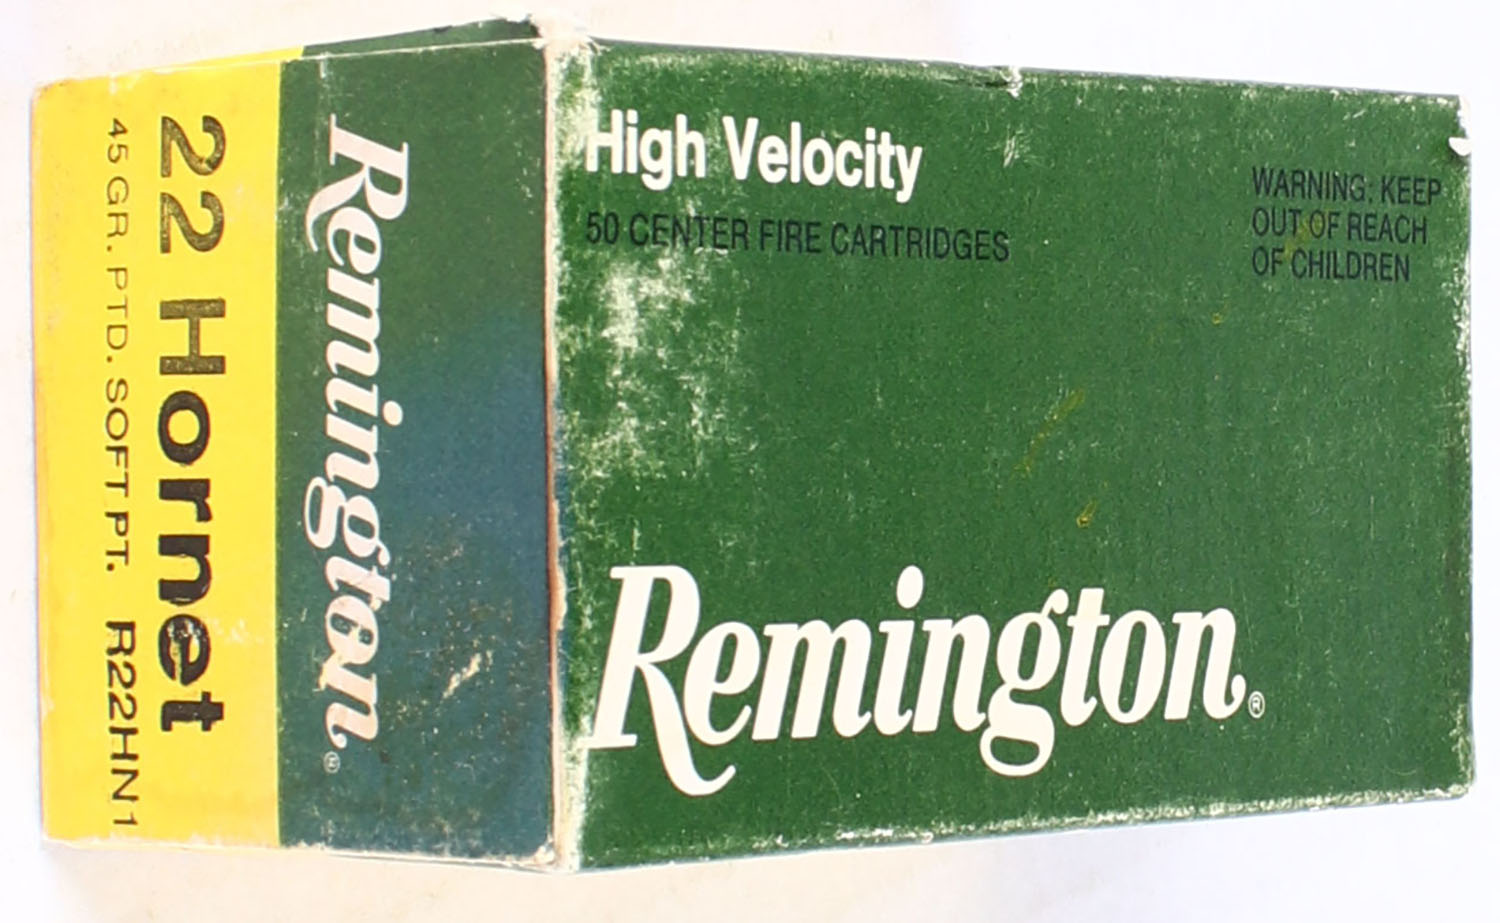 High Velocity
50 CENTER FIRE CARTRIDGES
WARNING: KEEP
OUT OF REACH
OF CHILDREN
Remington®
Remington®
22 Hornet
45 GR. PTD. SOFT PT. R22HN1